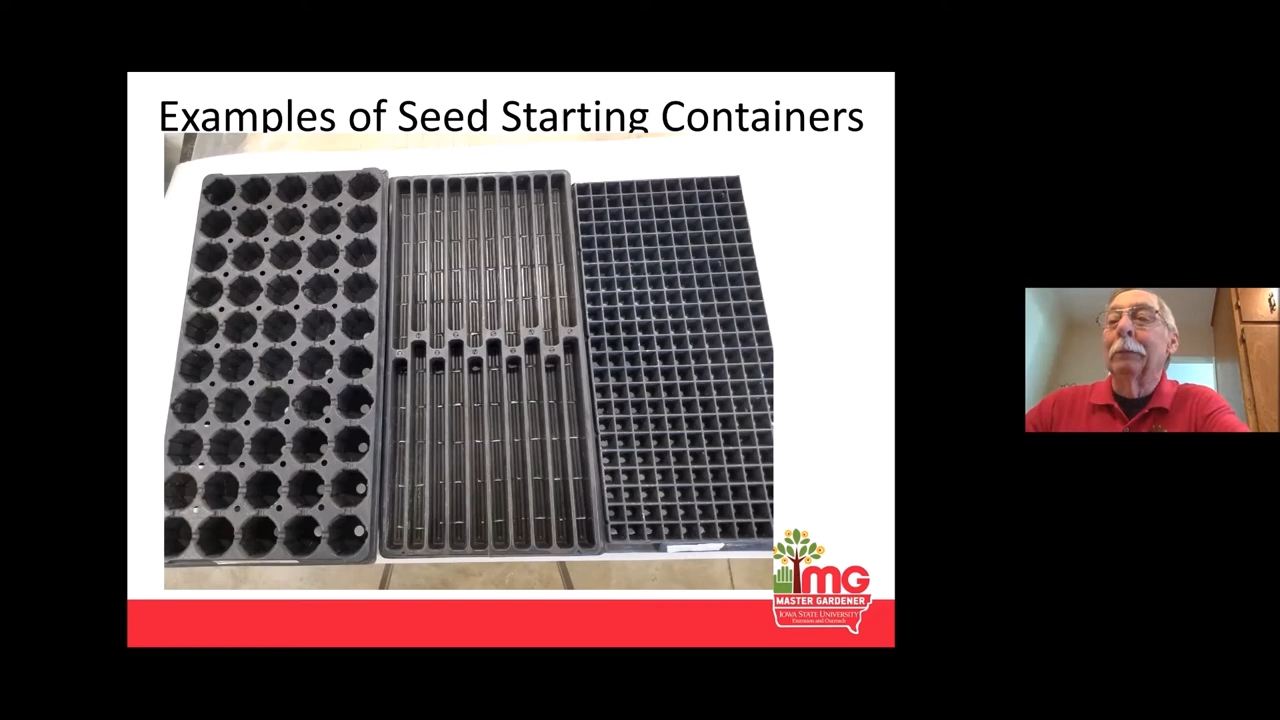 Examples of Seed Starting Containers
MG
MASTER GARDENER
IOWA STATE UNIVERSITY
Extension and Outreach